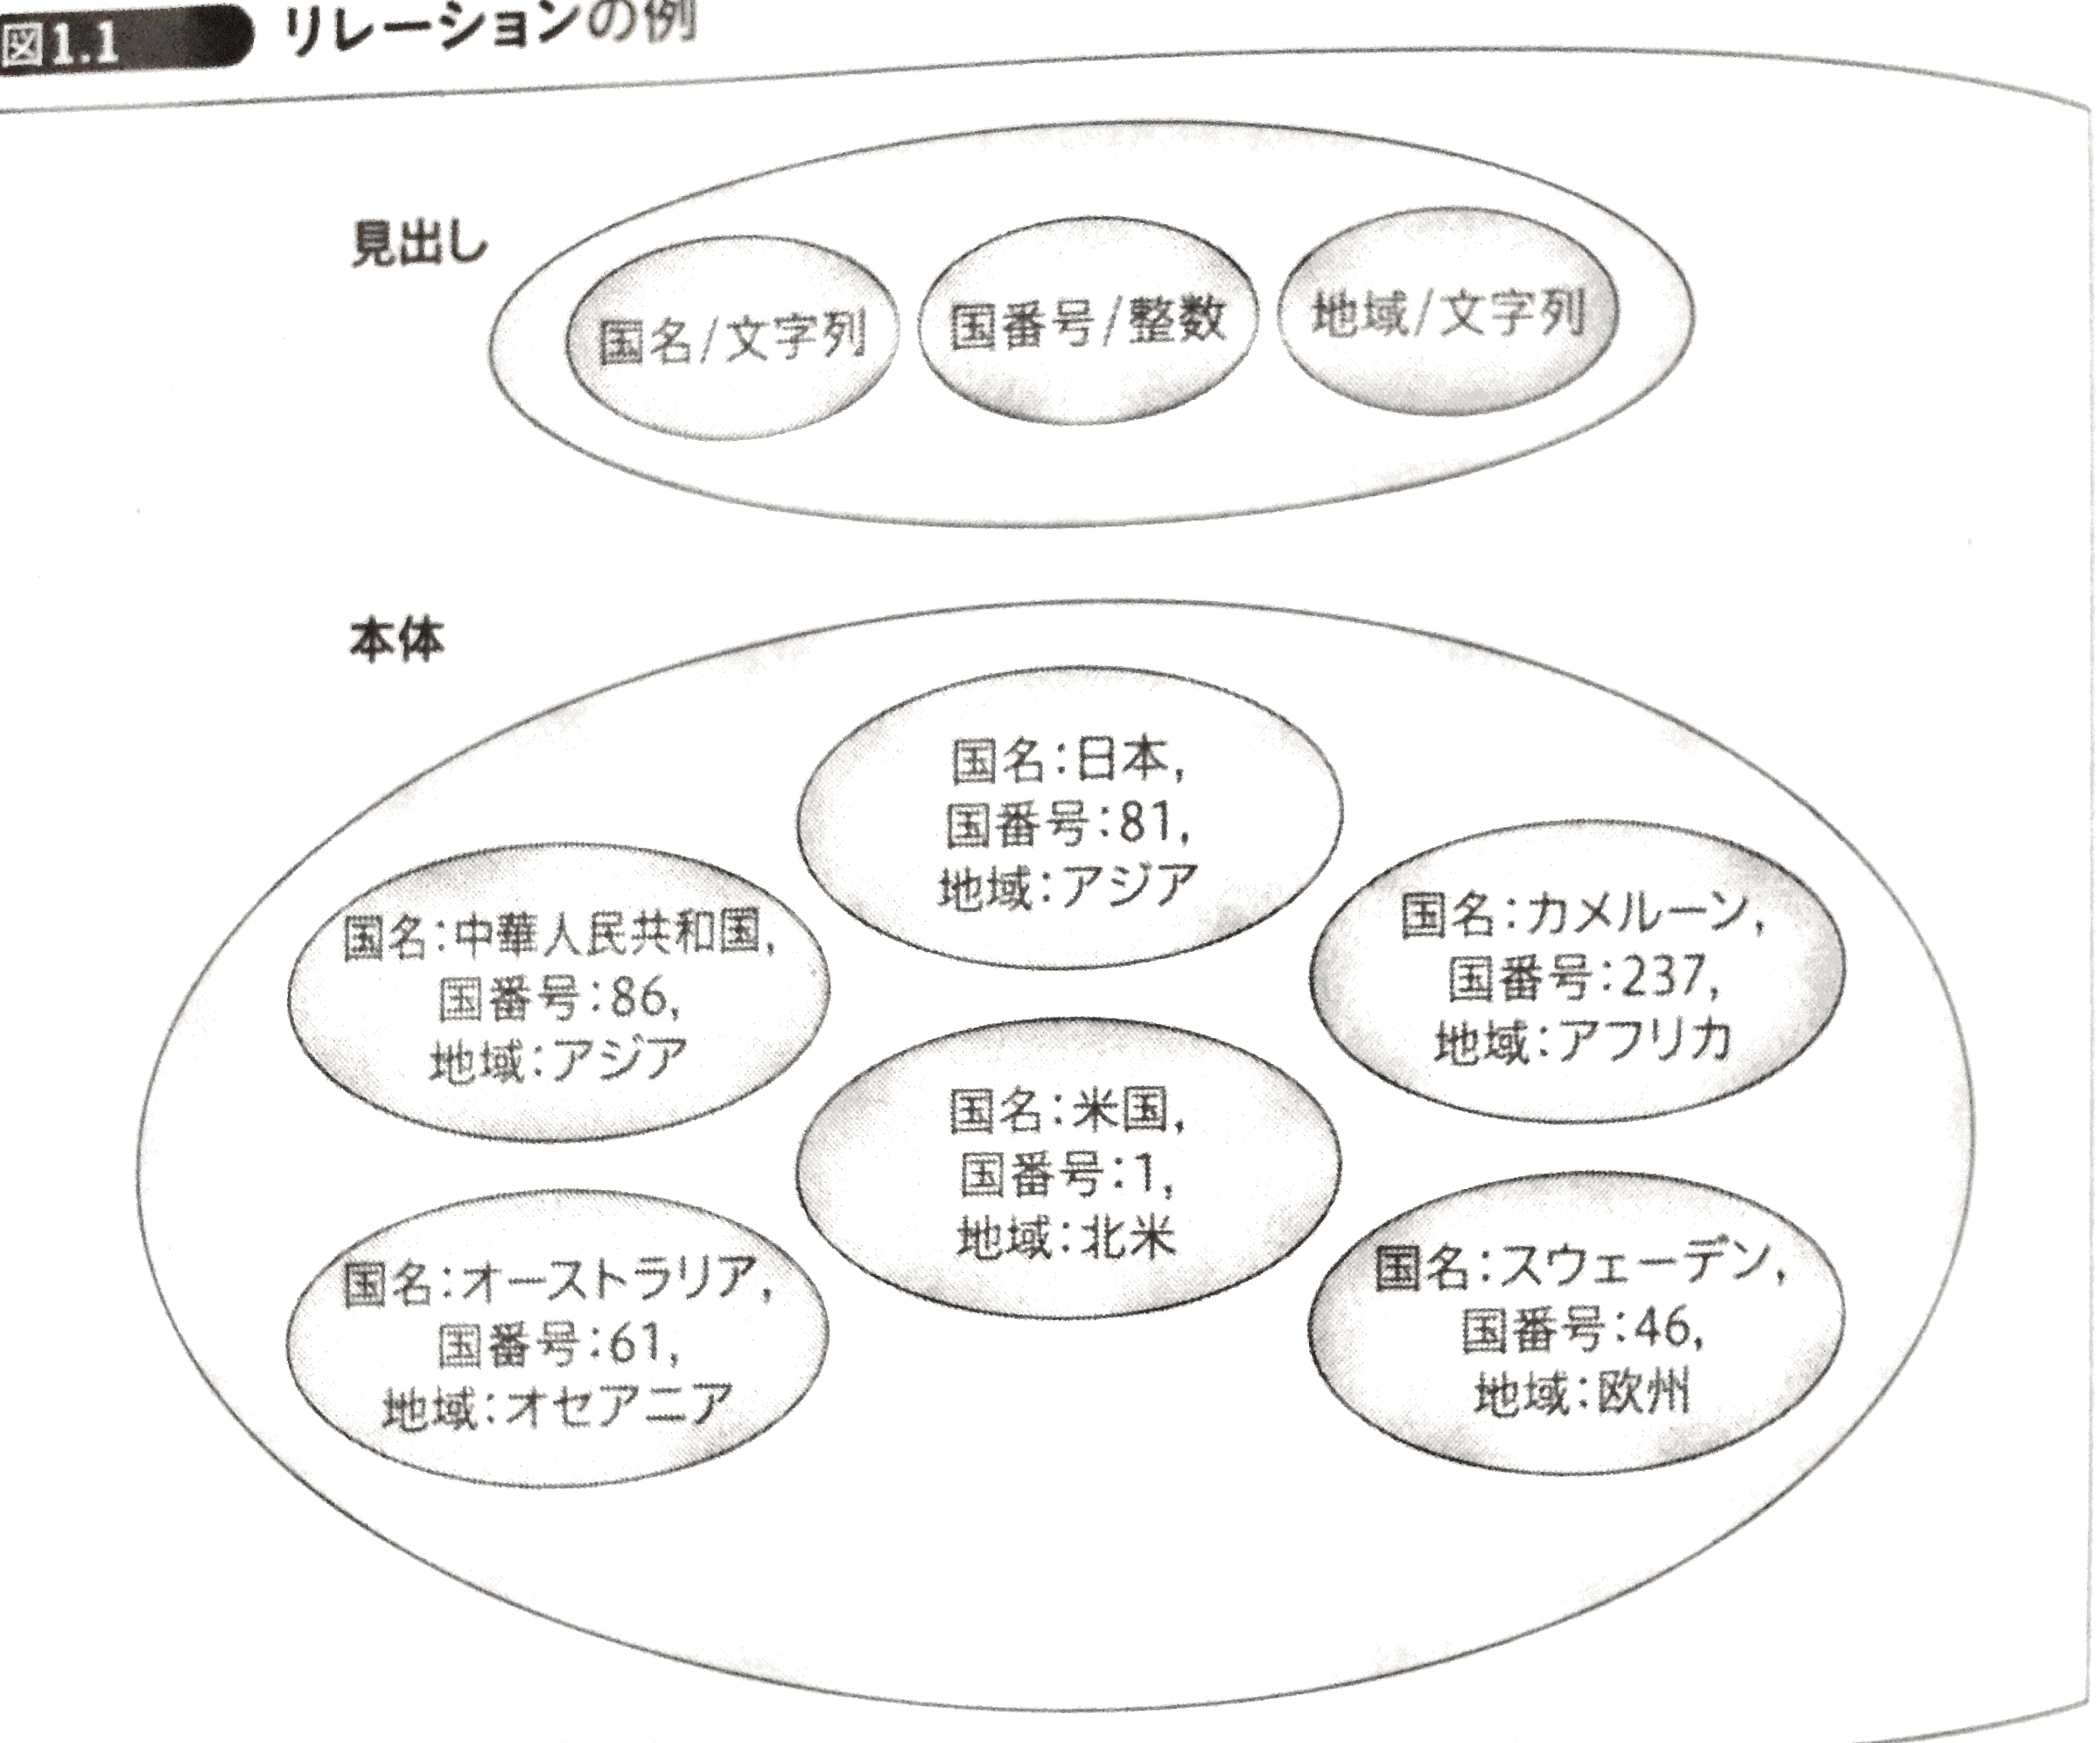 図1.1 リレーションの例
見出し
国名/文字列
国番号/整数
地域/文字列
本体
国名:日本,
国番号:81,
地域:アジア
国名:中華人民共和国,
国番号:86,
地域:アジア
国名:カメルーン,
国番号:237,
地域:アフリカ
国名:米国,
国番号:1,
地域:北米
国名:オーストラリア,
国番号:61,
地域:オセアニア
国名:スウェーデン,
国番号:46,
地域:欧州